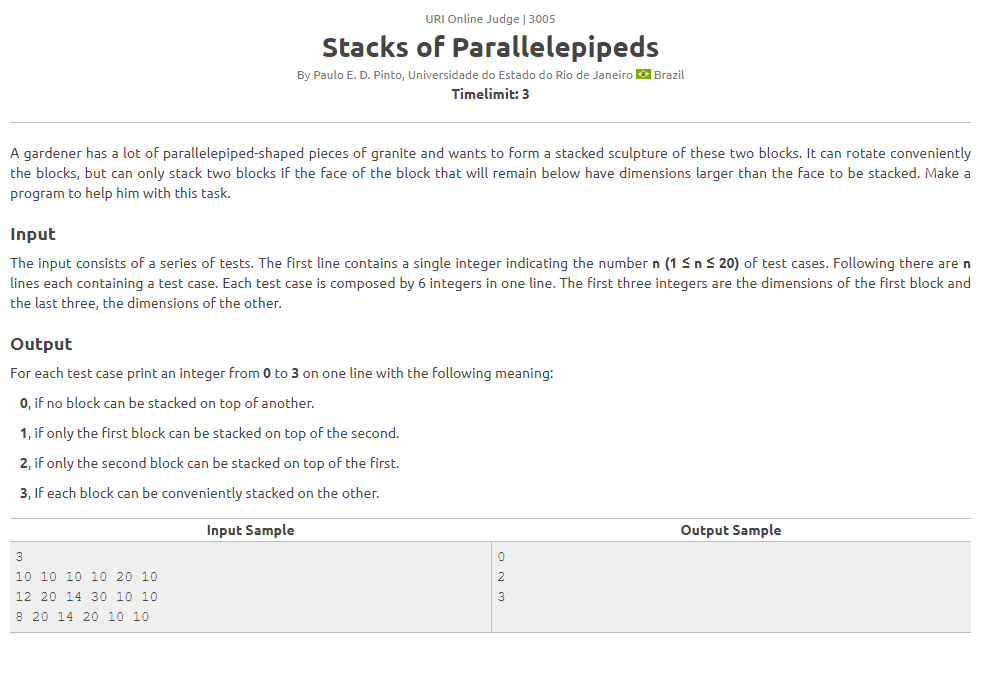 URI Online Judge | 3005
Stacks of Parallelepipeds
By Paulo E. D. Pinto, Universidade do Estado do Rio de Janeiro Brazil
Timelimit: 3
A gardener has a lot of parallelepiped-shaped pieces of granite and wants to form a stacked sculpture of these two blocks. It can rotate conveniently
the blocks, but can only stack two blocks if the face of the block that will remain below have dimensions larger than the face to be stacked. Make a
program to help him with this task.
Input
The input consists of a series of tests. The first line contains a single integer indicating the number n (1 ≤ n ≤ 20) of test cases. Following there are n
lines each containing a test case. Each test case is composed by 6 integers in one line. The first three integers are the dimensions of the first block and
the last three, the dimensions of the other.
Output
For each test case print an integer from 0 to 3 on one line with the following meaning:
0, if no block can be stacked on top of another.
1, if only the first block can be stacked on top of the second.
2, if only the second block can be stacked on top of the first.
3, If each block can be conveniently stacked on the other.
Input Sample Output Sample
3 0
10 10 10 10 20 10 2
12 20 14 30 10 10 3
8 20 14 20 10 10